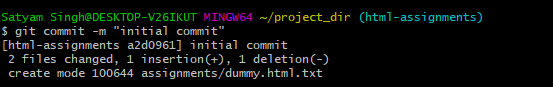 Satyam Singh@DESKTOP-V26IKUT MINGW64 ~/project_dir (html-assignments)
$ git commit -m "initial commit"
[html-assignments a2d0961] initial commit
 2 files changed, 1 insertion(+), 1 deletion(-)
 create mode 100644 assignments/dummy.html.txt